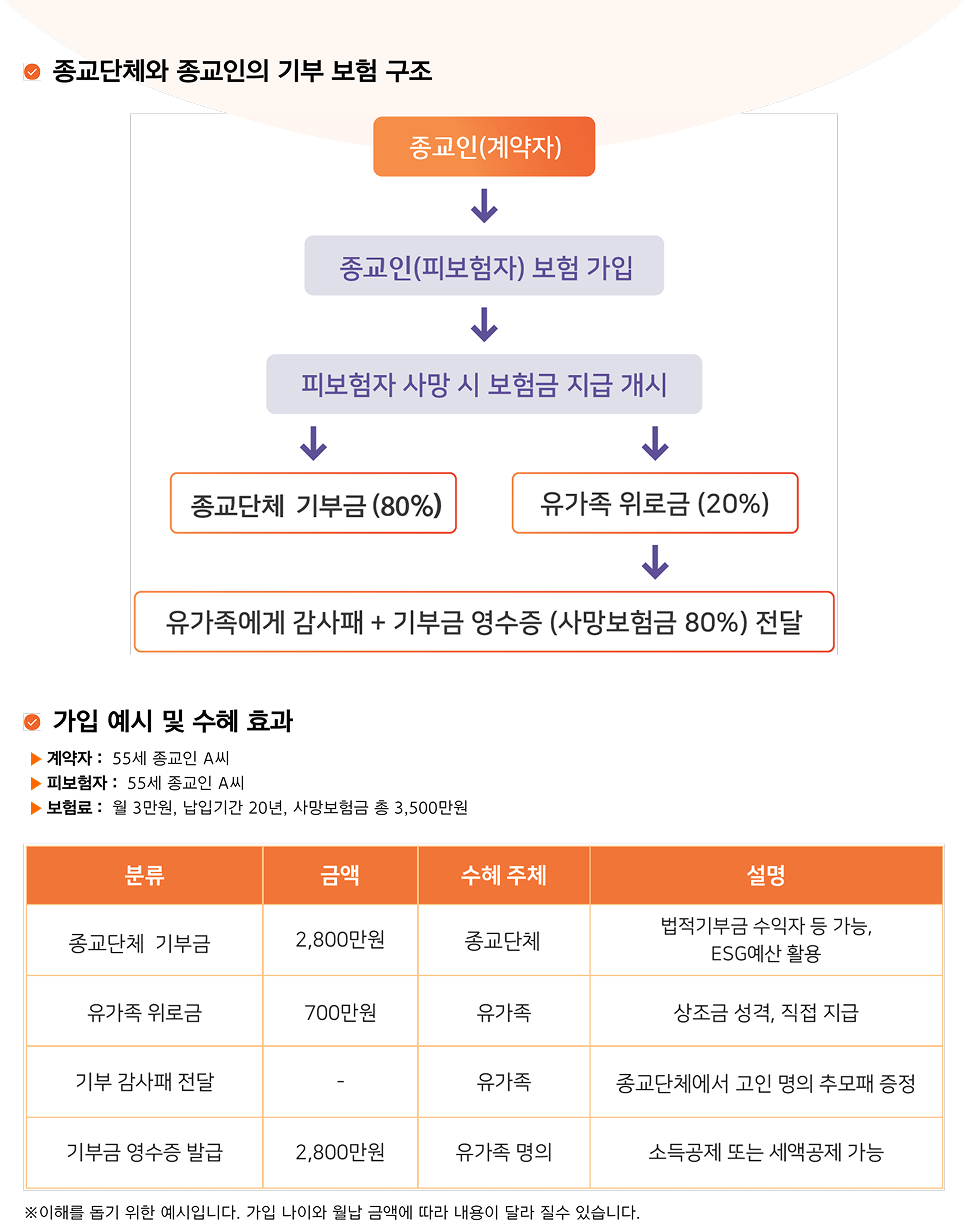 종교단체와 종교인의 기부 보험 구조
종교인(계약자)
종교인(피보험자) 보험 가입
피보험자 사망 시 보험금 지급 개시
종교단체 기부금 (80%)
유가족 위로금 (20%)
유가족에게 감사패 + 기부금 영수증 (사망보험금 80%) 전달
가입 예시 및 수혜 효과
▶ 계약자 : 55세 종교인 A씨
▶ 피보험자 : 55세 종교인 A씨
▶ 보험료 : 월 3만원, 납입기간 20년, 사망보험금 총 3,500만원
분류 금액 수혜 주체 설명
종교단체 기부금 2,800만원 종교단체 법적기부금 수익자 등 가능,
ESG예산 활용
유가족 위로금 700만원 유가족 상조금 성격, 직접 지급
기부 감사패 전달 - 유가족 종교단체에서 고인 명의 추모패 증정
기부금 영수증 발급 2,800만원 유가족 명의 소득공제 또는 세액공제 가능
※이해를 돕기 위한 예시입니다. 가입 나이와 월납 금액에 따라 내용이 달라 질수 있습니다.